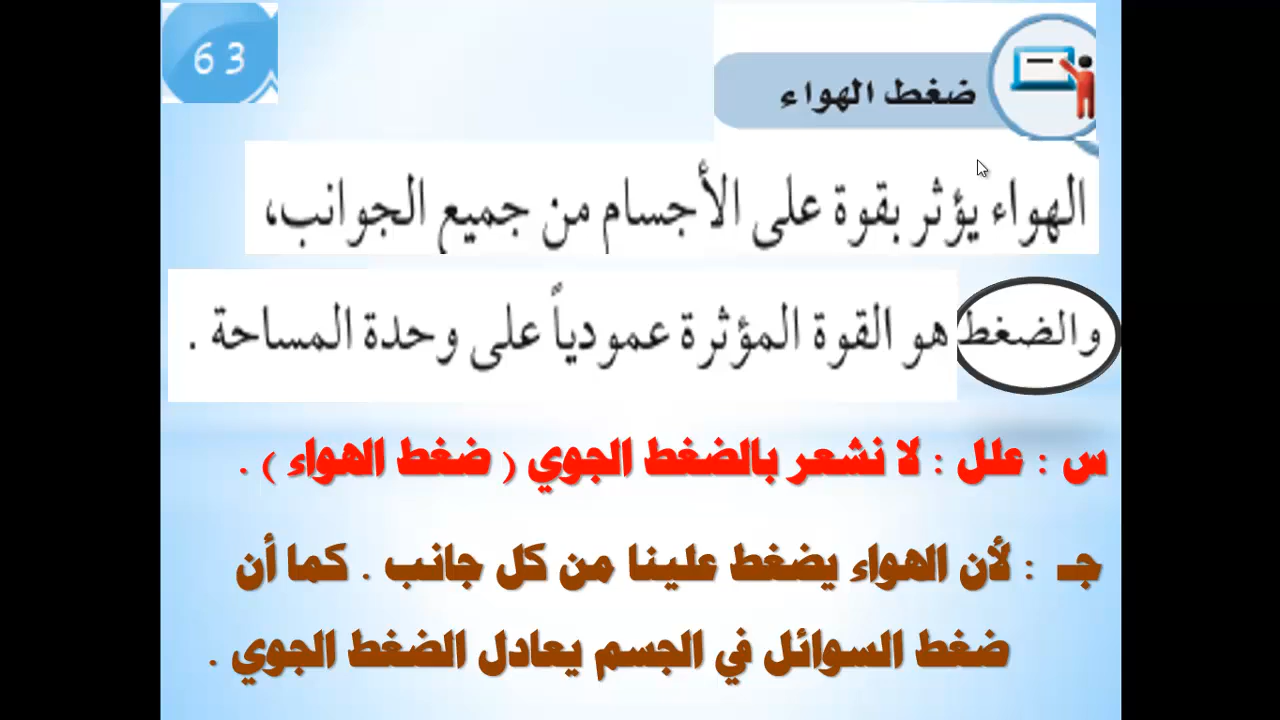 63
ضغط الهواء
الهواء يؤثر بقوة على الأجسام من جميع الجوانب،
والضغط هو القوة المؤثرة عمودياً على وحدة المساحة .
س : علل : لا نشعر بالضغط الجوي ( ضغط الهواء ) .
جـ : لأن الهواء يضغط علينا من كل جانب . كما أن
ضغط السوائل في الجسم يعادل الضغط الجوي .